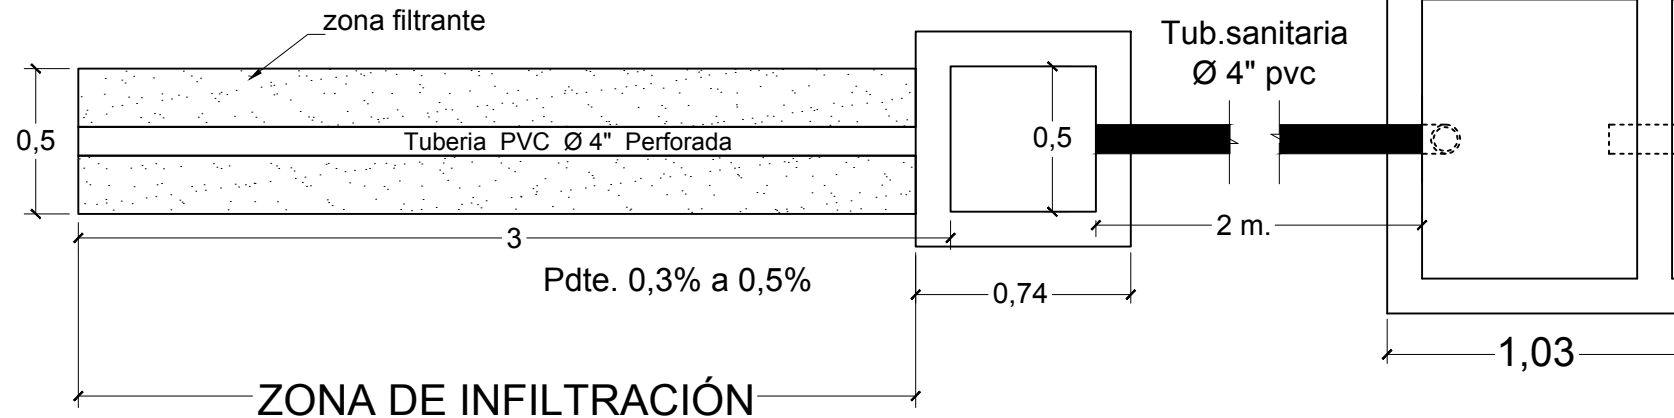 zona filtrante
Tub.sanitaria
Ø 4" pvc
0,5
Tuberia PVC Ø 4" Perforada
0,5
3
2 m.
Pdte. 0,3% a 0,5%
0,74
1,03
ZONA DE INFILTRACIÓN